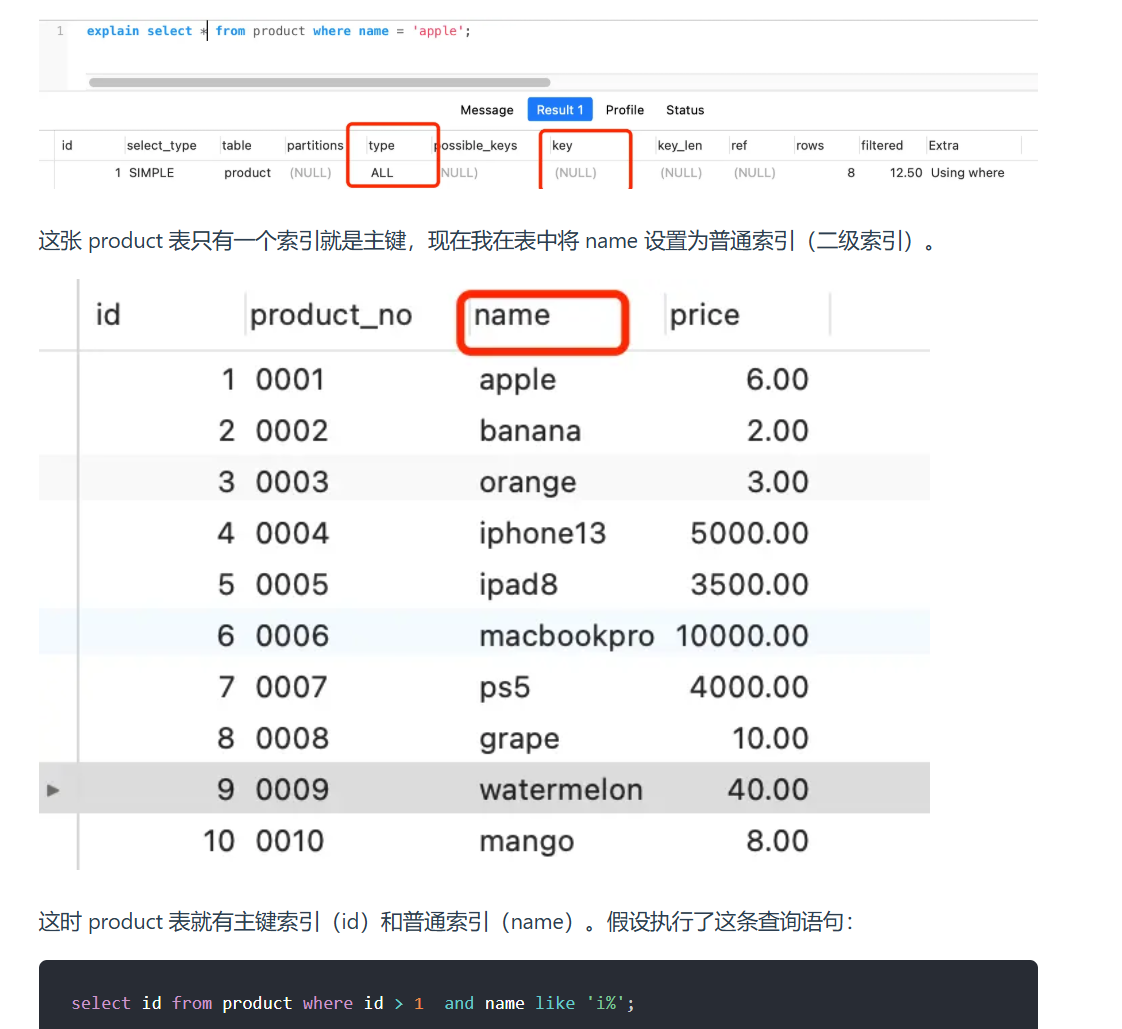 1 explain select * from product where name = 'apple';
Message Result 1 Profile Status
id select_type table partitions type possible_keys key key_len ref rows filtered Extra
1 SIMPLE product (NULL) ALL (NULL) (NULL) (NULL) (NULL) 8 12.50 Using where
这张 product 表只有一个索引就是主键，现在我在表中将 name 设置为普通索引（二级索引）。
id product_no name price
1 0001 apple 6.00
2 0002 banana 2.00
3 0003 orange 3.00
4 0004 iphone13 5000.00
5 0005 ipad8 3500.00
6 0006 macbookpro 10000.00
7 0007 ps5 4000.00
8 0008 grape 10.00
9 0009 watermelon 40.00
10 0010 mango 8.00
这时 product 表就有主键索引（id）和普通索引（name）。假设执行了这条查询语句：
select id from product where id > 1 and name like 'i%';